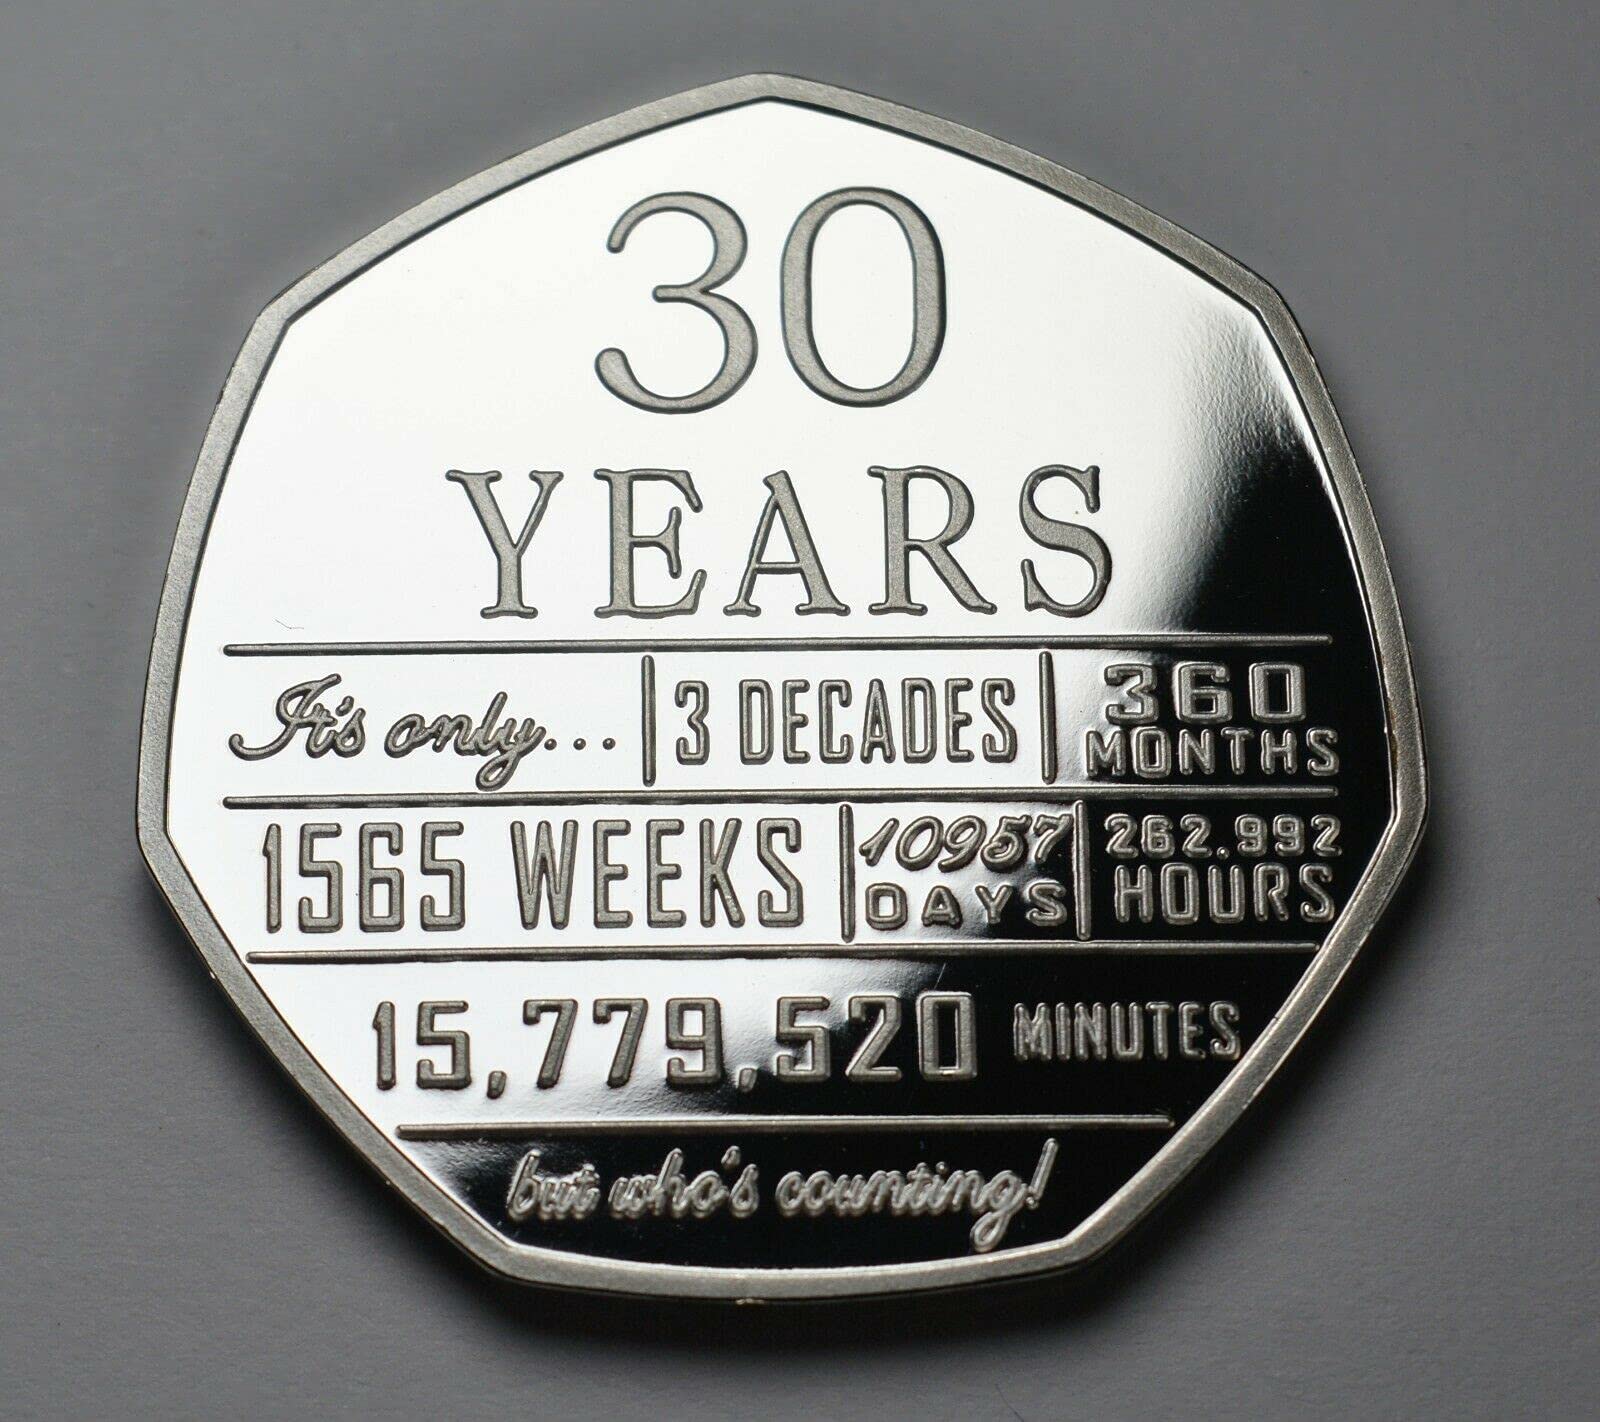 30
YEARS
It's only... 3 DECADES 360 MONTHS
1565 WEEKS 10957 DAYS 262.992 HOURS
15,779,520 MINUTES
but who's counting!